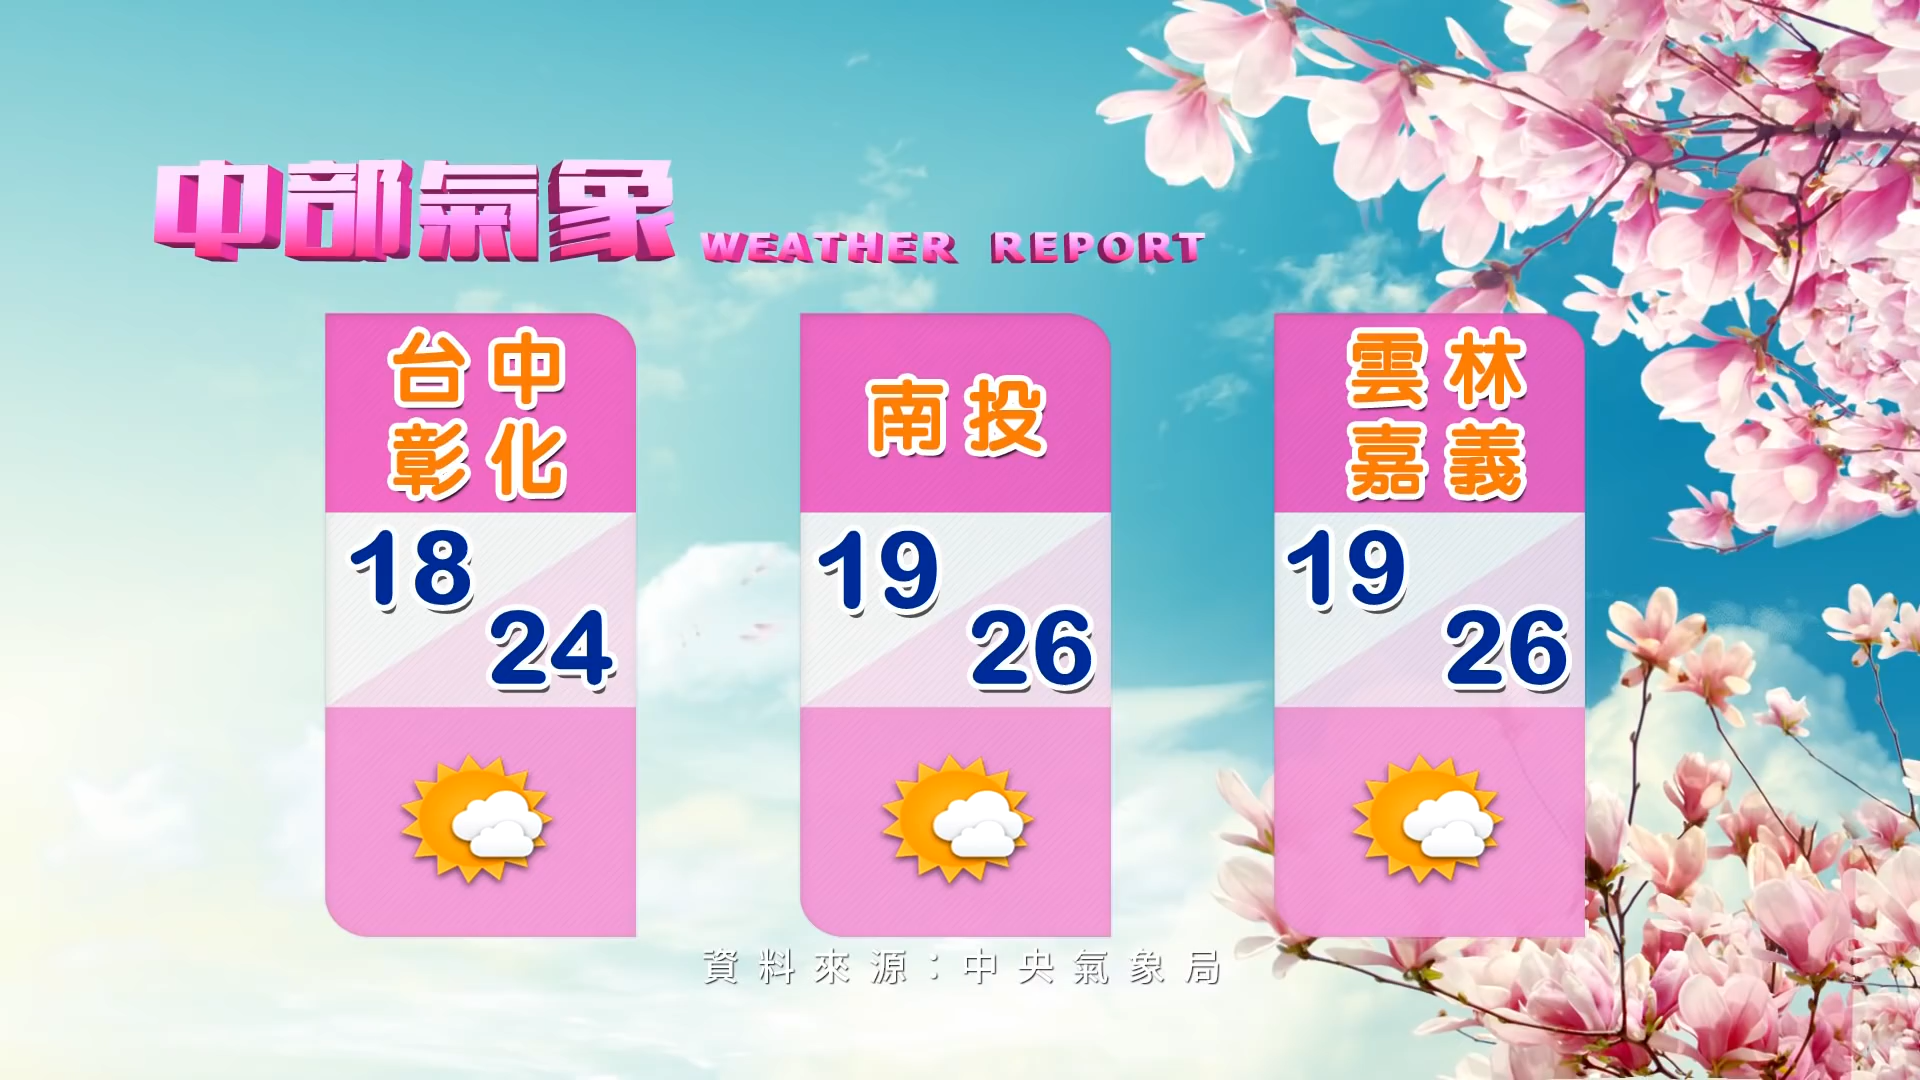 中部氣象 WEATHER REPORT
台中
彰化
18
24
南投
19
26
雲林
嘉義
19
26
資料來源：中央氣象局